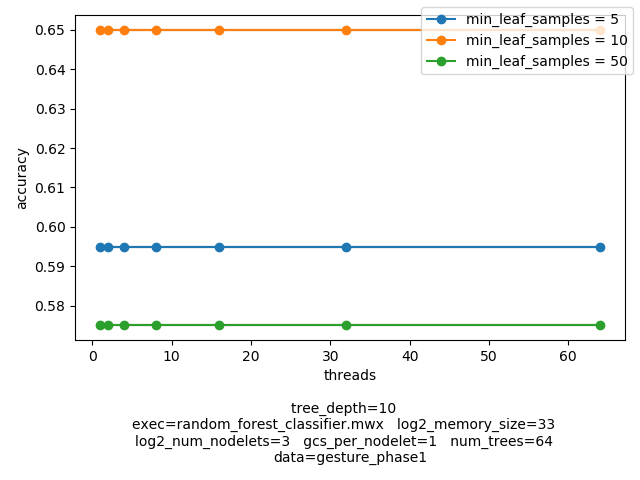 min_leaf_samples = 5
min_leaf_samples = 10
min_leaf_samples = 50
0.65
0.64
0.63
0.62
0.61
0.60
0.59
0.58
accuracy
0 10 20 30 40 50 60
threads
tree_depth=10
exec=random_forest_classifier.mwx log2_memory_size=33
log2_num_nodelets=3 gcs_per_nodelet=1 num_trees=64
data=gesture_phase1